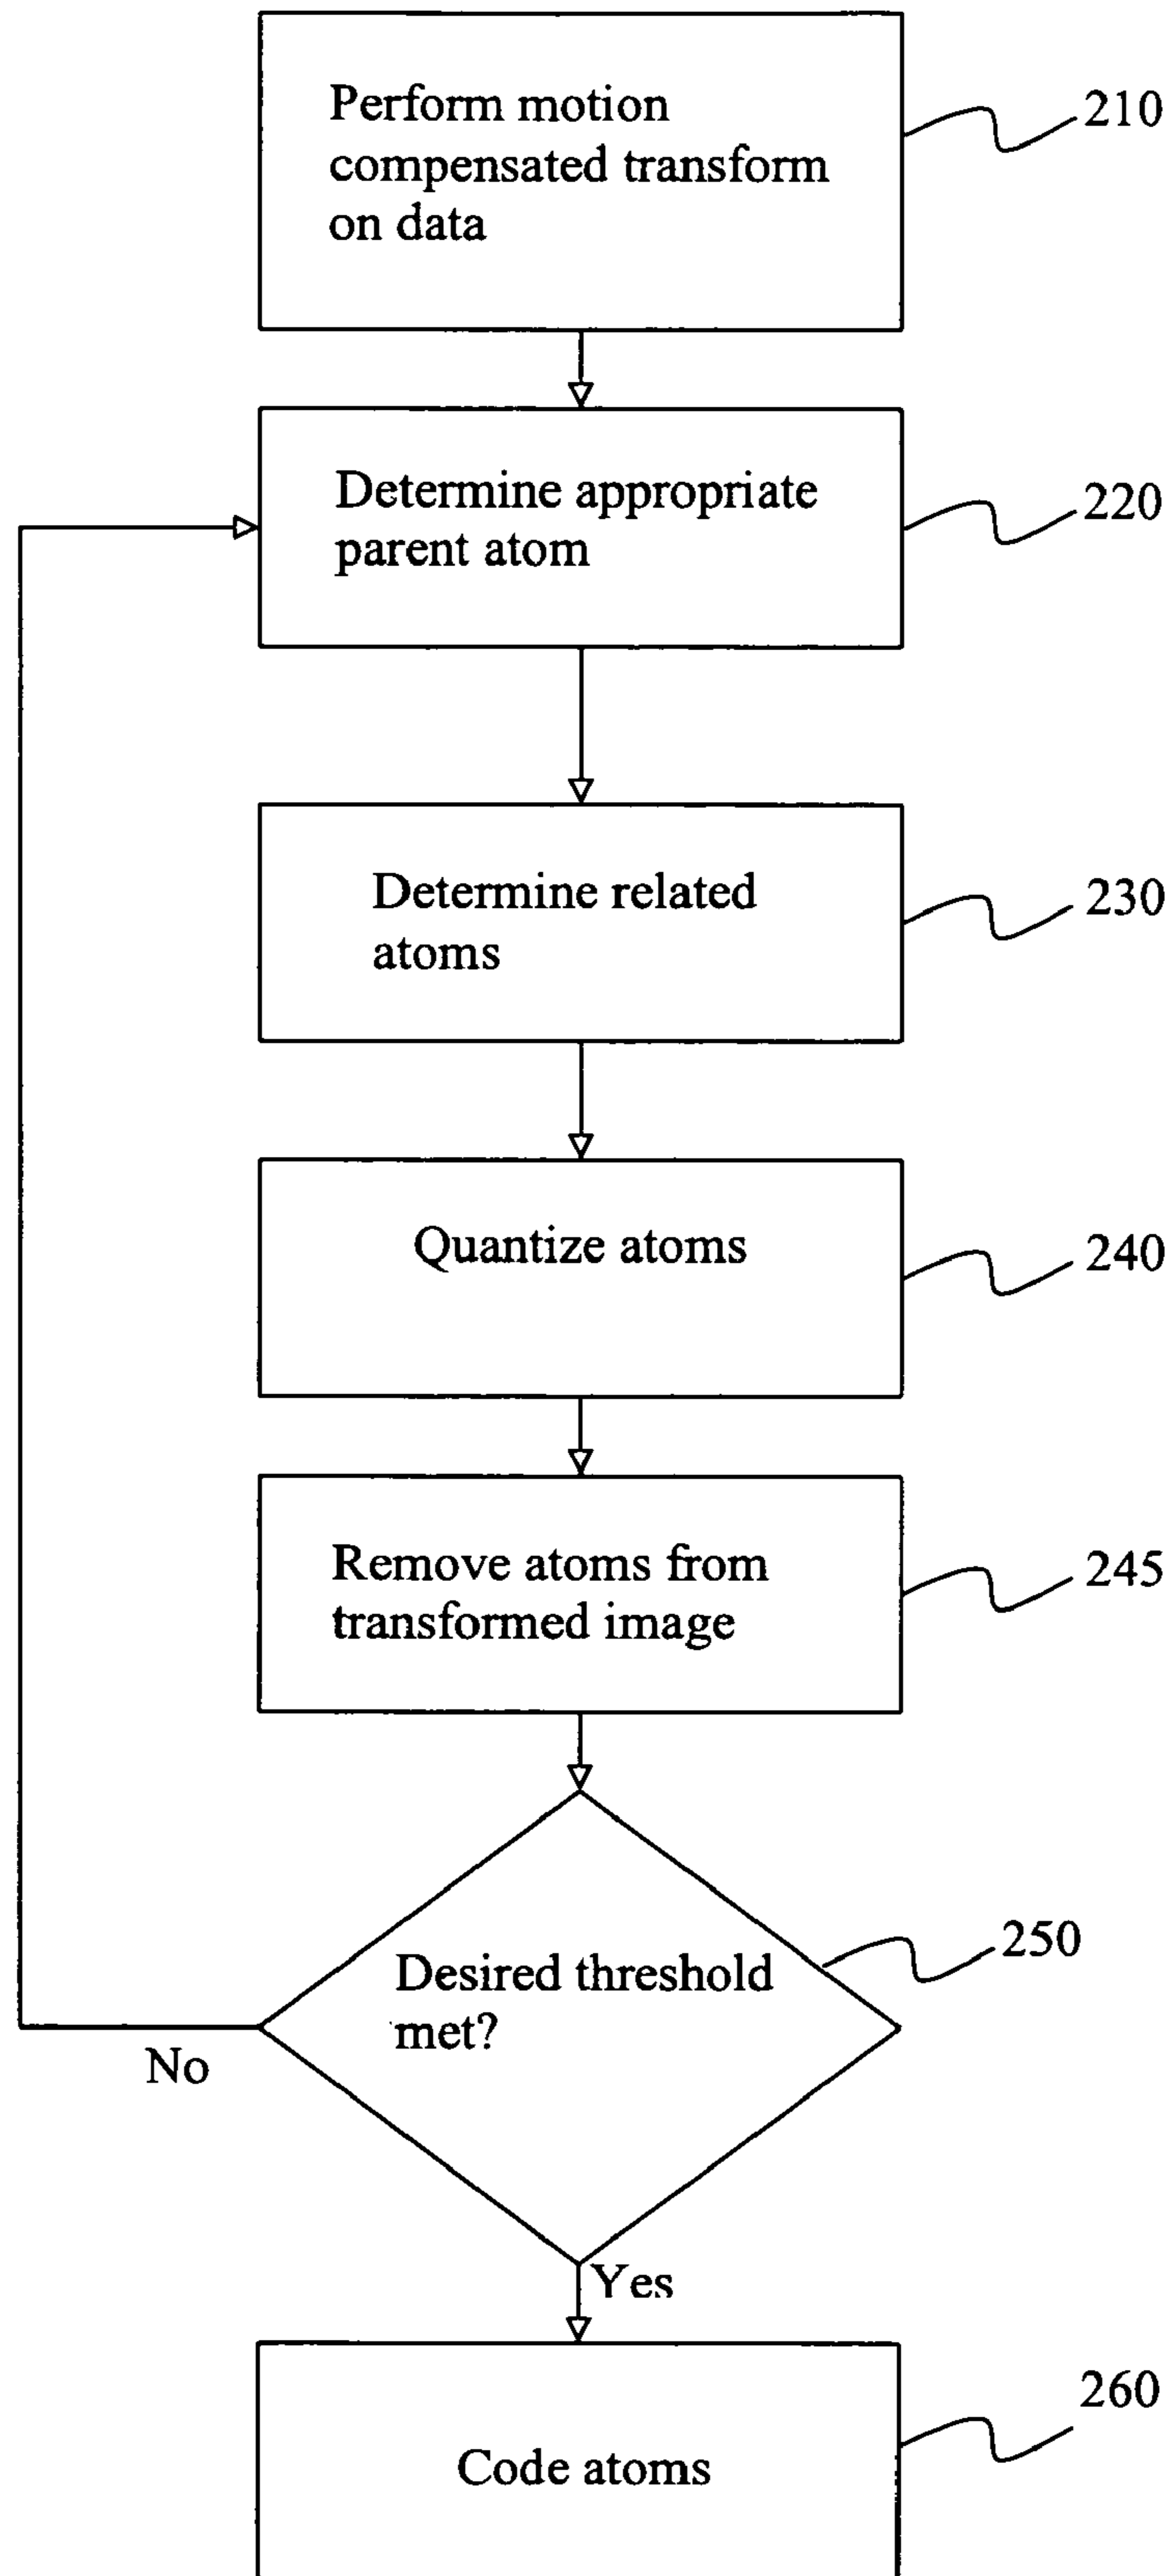 Perform motion
compensated transform
on data
210
Determine appropriate
parent atom
220
Determine related
atoms
230
Quantize atoms
240
Remove atoms from
transformed image
245
Desired threshold
met?
250
No
Yes
Code atoms
260